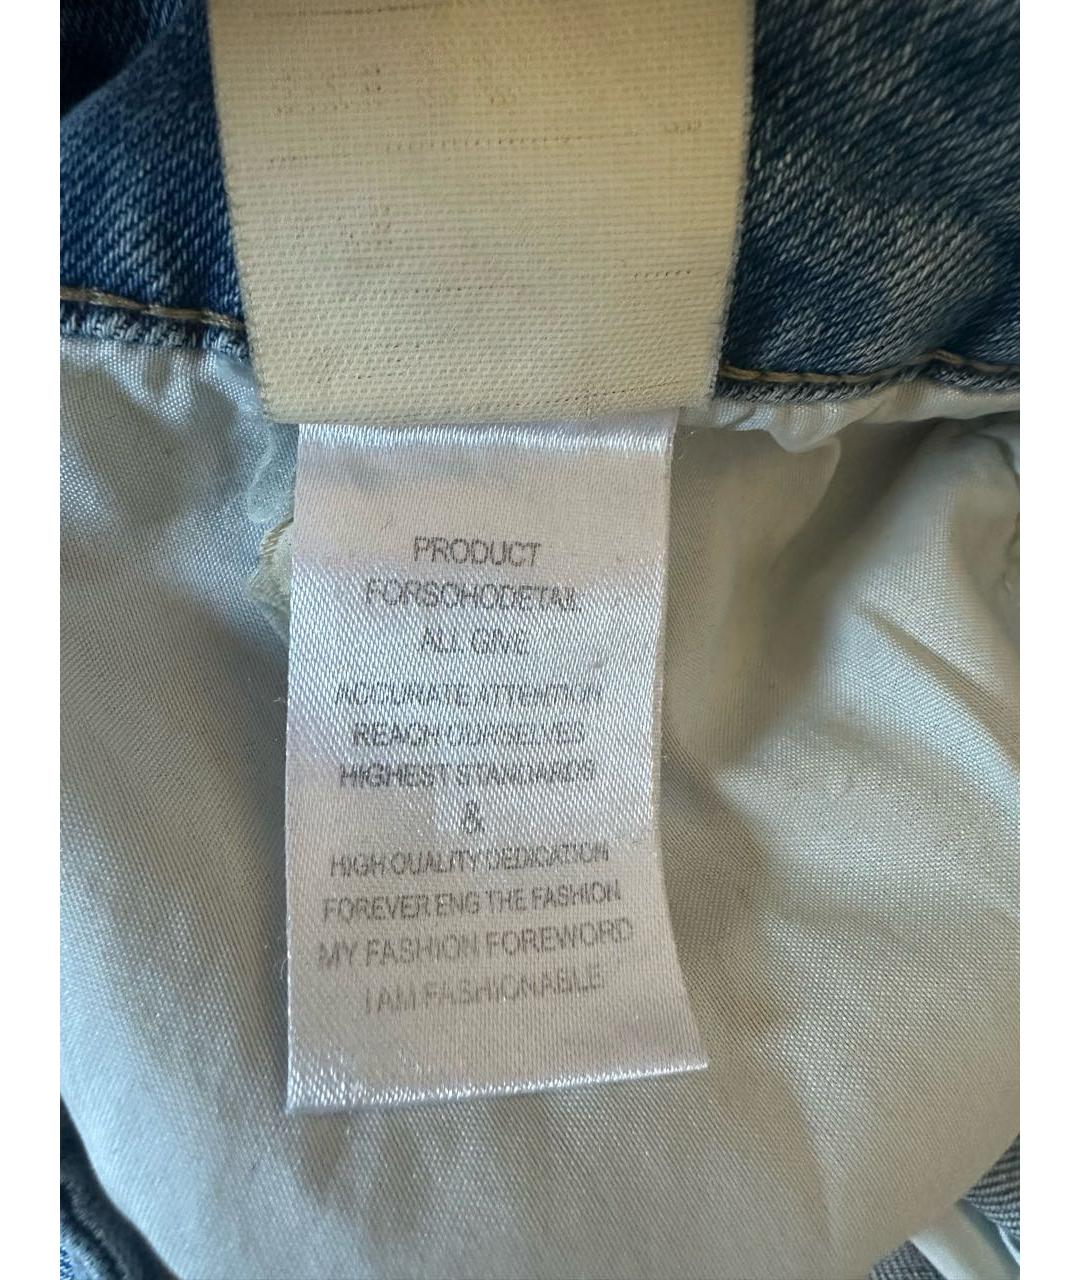 PRODUCT
FORSOHODETAIL
ALL GIVE
ACCURATE ATTENTION
REACH OURSELVES
HIGHEST STANDARDS
&
HIGH QUALITY DEDICATION
FOREVER ENG THE FASHION
MY FASHION FOREWORD
I AM FASHIONABLE